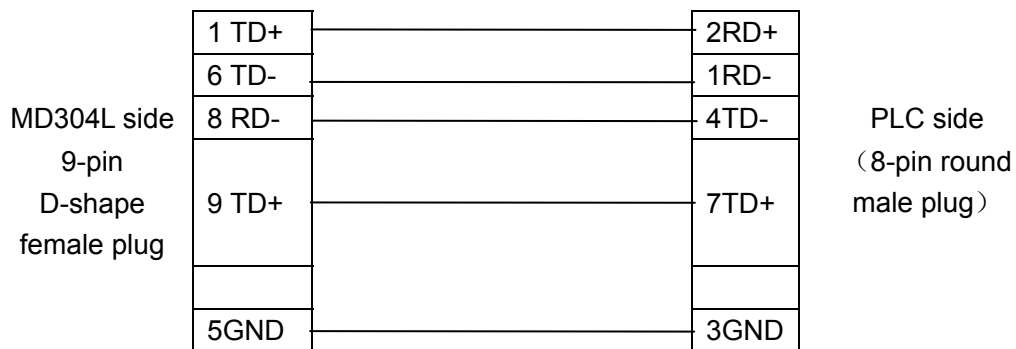 1 TD+
2RD+
6 TD-
1RD-
MD304L side
9-pin
D-shape
female plug
8 RD-
4TD-
PLC side
（8-pin round
male plug）
9 TD+
7TD+
5GND
3GND